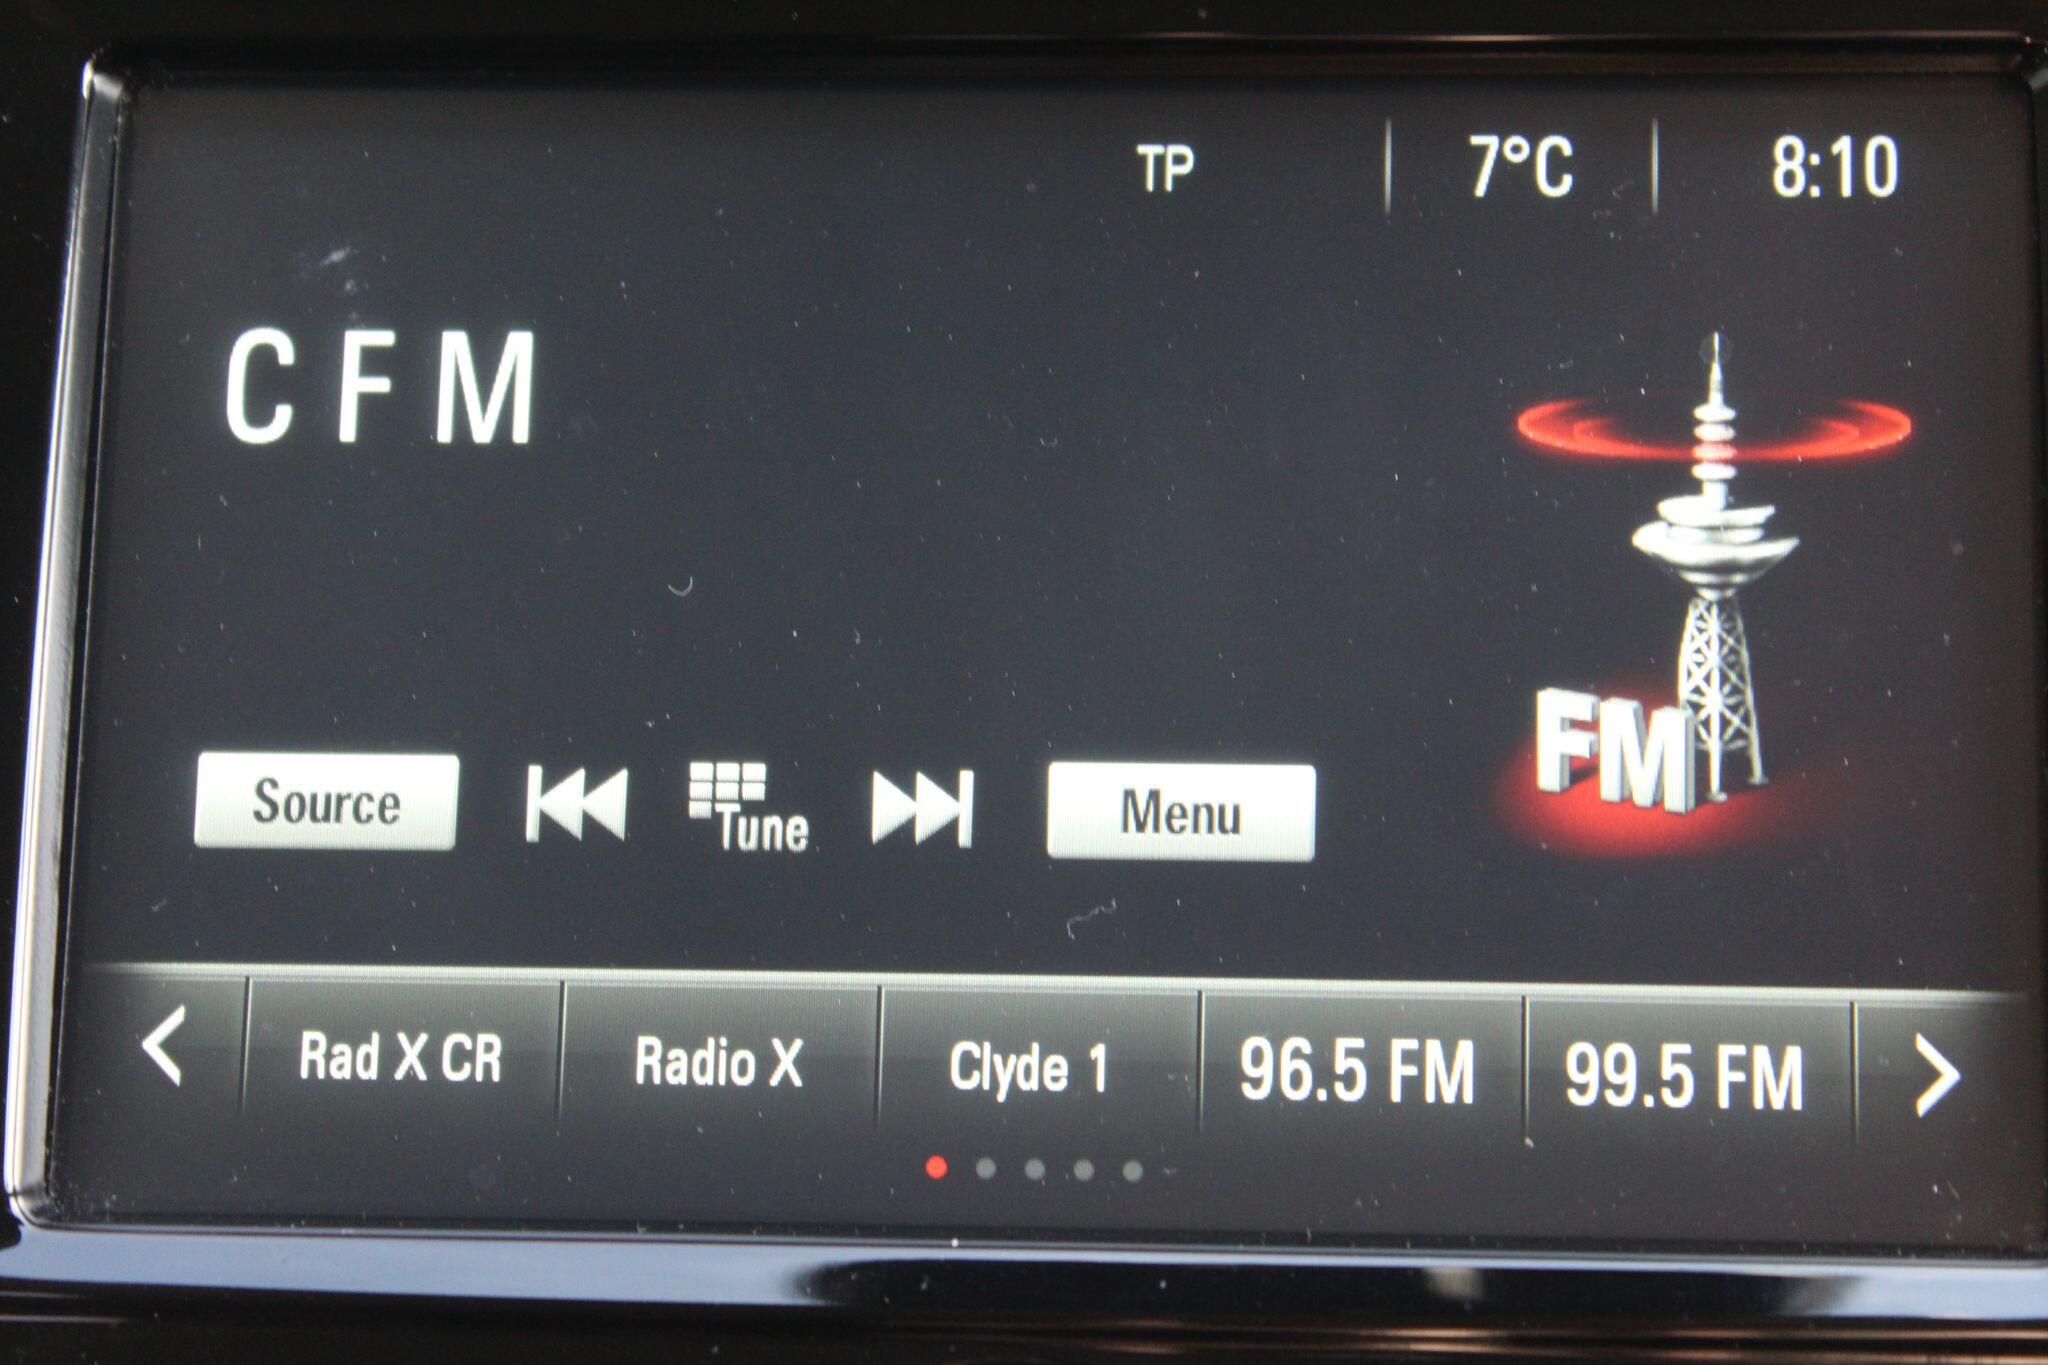 TP 7°C 8:10
C F M
FM
Source Tune Menu
Rad X CR Radio X Clyde 1 96.5 FM 99.5 FM